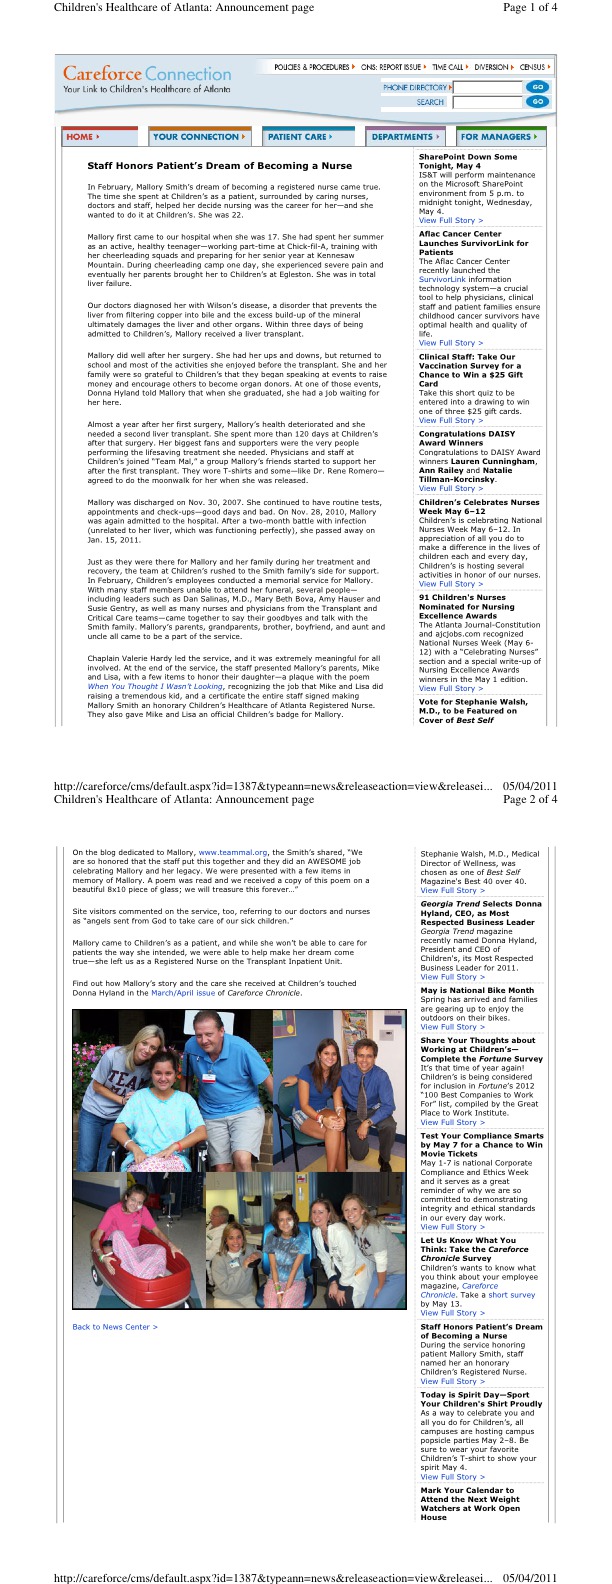 Children's Healthcare of Atlanta: Announcement page
Page 1 of 4
Careforce Connection
Your Link to Children's Healthcare of Atlanta
POLICIES & PROCEDURES
ONS: REPORT ISSUE
TIME CALL
DIVERSION
CENSUS
PHONE DIRECTORY
GO
SEARCH
GO
HOME
YOUR CONNECTION
PATIENT CARE
DEPARTMENTS
FOR MANAGERS
Staff Honors Patient's Dream of Becoming a Nurse
In February, Mallory Smith's dream of becoming a registered nurse came true.
The time she spent at Children's as a patient, surrounded by caring nurses,
doctors and staff, helped her decide nursing was the career for her—and she
wanted to do it at Children's. She was 22.
Mallory first came to our hospital when she was 17. She had spent her summer
as an active, healthy teenager—working part-time at Chick-fil-A, training with
her cheerleading squads and preparing for her senior year at Kennesaw
Mountain. During cheerleading camp one day, she experienced severe pain and
eventually her parents brought her to Children's at Egleston. She was in total
liver failure.
Our doctors diagnosed her with Wilson's disease, a disorder that prevents the
liver from filtering copper into bile and the excess build-up of the mineral
ultimately damages the liver and other organs. Within three days of being
admitted to Children's, Mallory received a liver transplant.
Mallory did well after her surgery. She had her ups and downs, but returned to
school and most of the activities she enjoyed before the transplant. She and her
family were so grateful to Children's that they began speaking at events to raise
money and encourage others to become organ donors. At one of those events,
Donna Hyland told Mallory that when she graduated, she had a job waiting for
her here.
Almost a year after her first surgery, Mallory's health deteriorated and she
needed a second liver transplant. She spent more than 120 days at Children's
after that surgery. Her biggest fans and supporters were the very people
performing the lifesaving treatment she needed. Physicians and staff at
Children's joined "Team Mal," a group Mallory's friends started to support her
after the first transplant. They wore T-shirts and some—like Dr. Rene Romero—
agreed to do the moonwalk for her when she was released.
Mallory was discharged on Nov. 30, 2007. She continued to have routine tests,
appointments and check-ups—good days and bad. On Nov. 28, 2010, Mallory
was again admitted to the hospital. After a two-month battle with infection
(unrelated to her liver, which was functioning perfectly), she passed away on
Jan. 15, 2011.
Just as they were there for Mallory and her family during her treatment and
recovery, the team at Children's rushed to the Smith family's side for support.
In February, Children's employees conducted a memorial service for Mallory.
With many staff members unable to attend her funeral, several people—
including leaders such as Dan Salinas, M.D., Mary Beth Bova, Amy Hauser and
Susie Gentry, as well as many nurses and physicians from the Transplant and
Critical Care teams—came together to say their goodbyes and talk with the
Smith family. Mallory's parents, grandparents, brother, boyfriend, and aunt and
uncle all came to be a part of the service.
Chaplain Valerie Hardy led the service, and it was extremely meaningful for all
involved. At the end of the service, the staff presented Mallory's parents, Mike
and Lisa, with a few items to honor their daughter—a plaque with the poem
When You Thought I Wasn't Looking, recognizing the job that Mike and Lisa did
raising a tremendous kid, and a certificate the entire staff signed making
Mallory Smith an honorary Children's Healthcare of Atlanta Registered Nurse.
They also gave Mike and Lisa an official Children's badge for Mallory.
SharePoint Down Some
Tonight, May 4
IS&T will perform maintenance
on the Microsoft SharePoint
environment from 5 p.m. to
midnight tonight, Wednesday,
May 4.
View Full Story >
Aflac Cancer Center
Launches SurvivorLink for
Patients
The Aflac Cancer Center
recently launched the
SurvivorLink information
technology system—a crucial
tool to help physicians, clinical
staff and patient families ensure
childhood cancer survivors have
optimal health and quality of
life.
View Full Story >
Clinical Staff: Take Our
Vaccination Survey for a
Chance to Win a $25 Gift
Card
Take this short quiz to be
entered into a drawing to win
one of three $25 gift cards.
View Full Story >
Congratulations DAISY
Award Winners
Congratulations to DAISY Award
winners Lauren Cunningham,
Ann Railey and Natalie
Tillman-Korcinsky.
View Full Story >
Children's Celebrates Nurses
Week May 6–12
Children's is celebrating National
Nurses Week May 6–12. In
appreciation of all you do to
make a difference in the lives of
children each and every day,
Children's is hosting several
activities in honor of our nurses.
View Full Story >
91 Children's Nurses
Nominated for Nursing
Excellence Awards
The Atlanta Journal-Constitution
and ajcjobs.com recognized
National Nurses Week (May 6-
12) with a "Celebrating Nurses"
section and a special write-up of
Nursing Excellence Awards
winners in the May 1 edition.
View Full Story >
Vote for Stephanie Walsh,
M.D., to be Featured on
Cover of Best Self
http://careforce/cms/default.aspx?id=1387&typeann=news&releaseaction=view&releasei...
05/04/2011
Children's Healthcare of Atlanta: Announcement page
Page 2 of 4
On the blog dedicated to Mallory, www.teammal.org, the Smith's shared, "We
are so honored that the staff put this together and they did an AWESOME job
celebrating Mallory and her legacy. We were presented with a few items in
memory of Mallory. A poem was read and we received a copy of this poem on a
beautiful 8x10 piece of glass; we will treasure this forever…"
Site visitors commented on the service, too, referring to our doctors and nurses
as "angels sent from God to take care of our sick children."
Mallory came to Children's as a patient, and while she won't be able to care for
patients the way she intended, we were able to help make her dream come
true—she left us as a Registered Nurse on the Transplant Inpatient Unit.
Find out how Mallory's story and the care she received at Children's touched
Donna Hyland in the March/April issue of Careforce Chronicle.
TEAM
MAL
Back to News Center >
Stephanie Walsh, M.D., Medical
Director of Wellness, was
chosen as one of Best Self
Magazine's Best 40 over 40.
View Full Story >
Georgia Trend Selects Donna
Hyland, CEO, as Most
Respected Business Leader
Georgia Trend magazine
recently named Donna Hyland,
President and CEO of
Children's, its Most Respected
Business Leader for 2011.
View Full Story >
May is National Bike Month
Spring has arrived and families
are gearing up to enjoy the
outdoors on their bikes.
View Full Story >
Share Your Thoughts about
Working at Children's—
Complete the Fortune Survey
It's that time of year again!
Children's is being considered
for inclusion in Fortune's 2012
"100 Best Companies to Work
For" list, compiled by the Great
Place to Work Institute.
View Full Story >
Test Your Compliance Smarts
by May 7 for a Chance to Win
Movie Tickets
May 1-7 is national Corporate
Compliance and Ethics Week
and it serves as a great
reminder of why we are so
committed to demonstrating
integrity and ethical standards
in our every day work.
View Full Story >
Let Us Know What You
Think: Take the Careforce
Chronicle Survey
Children's wants to know what
you think about your employee
magazine, Careforce
Chronicle. Take a short survey
by May 13.
View Full Story >
Staff Honors Patient's Dream
of Becoming a Nurse
During the service honoring
patient Mallory Smith, staff
named her an honorary
Children's Registered Nurse.
View Full Story >
Today is Spirit Day—Sport
Your Children's Shirt Proudly
As a way to celebrate you and
all you do for Children's, all
campuses are hosting campus
popsicle parties May 2–8. Be
sure to wear your favorite
Children's T-shirt to show your
spirit May 4.
View Full Story >
Mark Your Calendar to
Attend the Next Weight
Watchers at Work Open
House
http://careforce/cms/default.aspx?id=1387&typeann=news&releaseaction=view&releasei...
05/04/2011